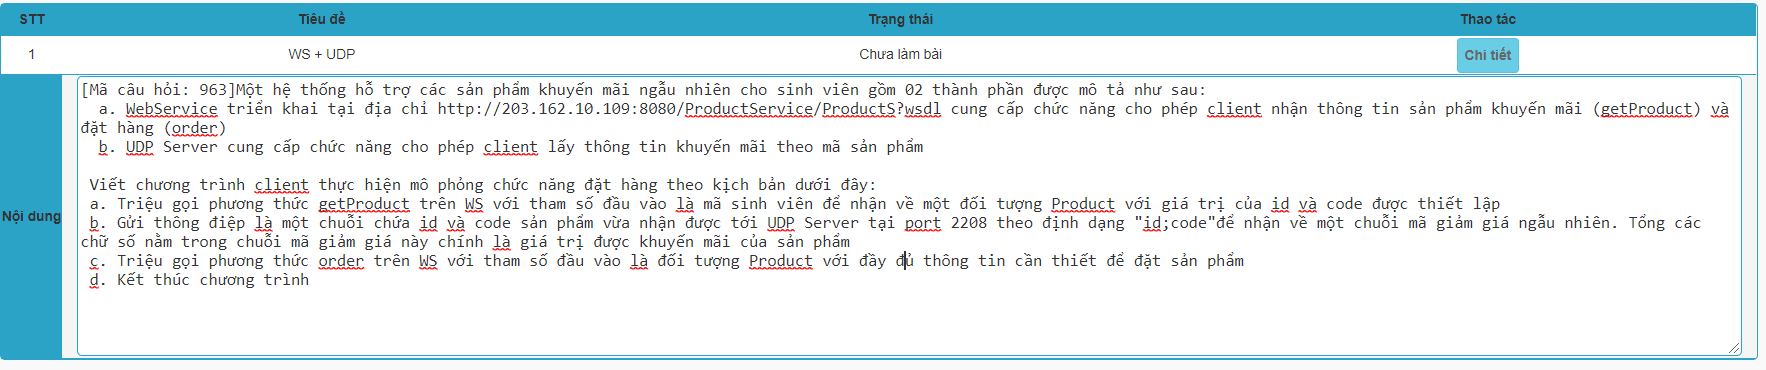 STT Tiêu đề Trạng thái Thao tác
1 WS + UDP Chưa làm bài Chi tiết
Nội dung
[Mã câu hỏi: 963]Một hệ thống hỗ trợ các sản phẩm khuyến mãi ngẫu nhiên cho sinh viên gồm 02 thành phần được mô tả như sau:
a. WebService triển khai tại địa chỉ http://203.162.10.109:8080/ProductService/ProductS?wsdl cung cấp chức năng cho phép client nhận thông tin sản phẩm khuyến mãi (getProduct) và
đặt hàng (order)
b. UDP Server cung cấp chức năng cho phép client lấy thông tin khuyến mãi theo mã sản phẩm
Viết chương trình client thực hiện mô phỏng chức năng đặt hàng theo kịch bản dưới đây:
a. Triệu gọi phương thức getProduct trên WS với tham số đầu vào là mã sinh viên để nhận về một đối tượng Product với giá trị của id và code được thiết lập
b. Gửi thông điệp là một chuỗi chứa id và code sản phẩm vừa nhận được tới UDP Server tại port 2208 theo định dạng "id;code"để nhận về một chuỗi mã giảm giá ngẫu nhiên. Tổng các
chữ số nằm trong chuỗi mã giảm giá này chính là giá trị được khuyến mãi của sản phẩm
c. Triệu gọi phương thức order trên WS với tham số đầu vào là đối tượng Product với đầy đủ thông tin cần thiết để đặt sản phẩm
d. Kết thúc chương trình